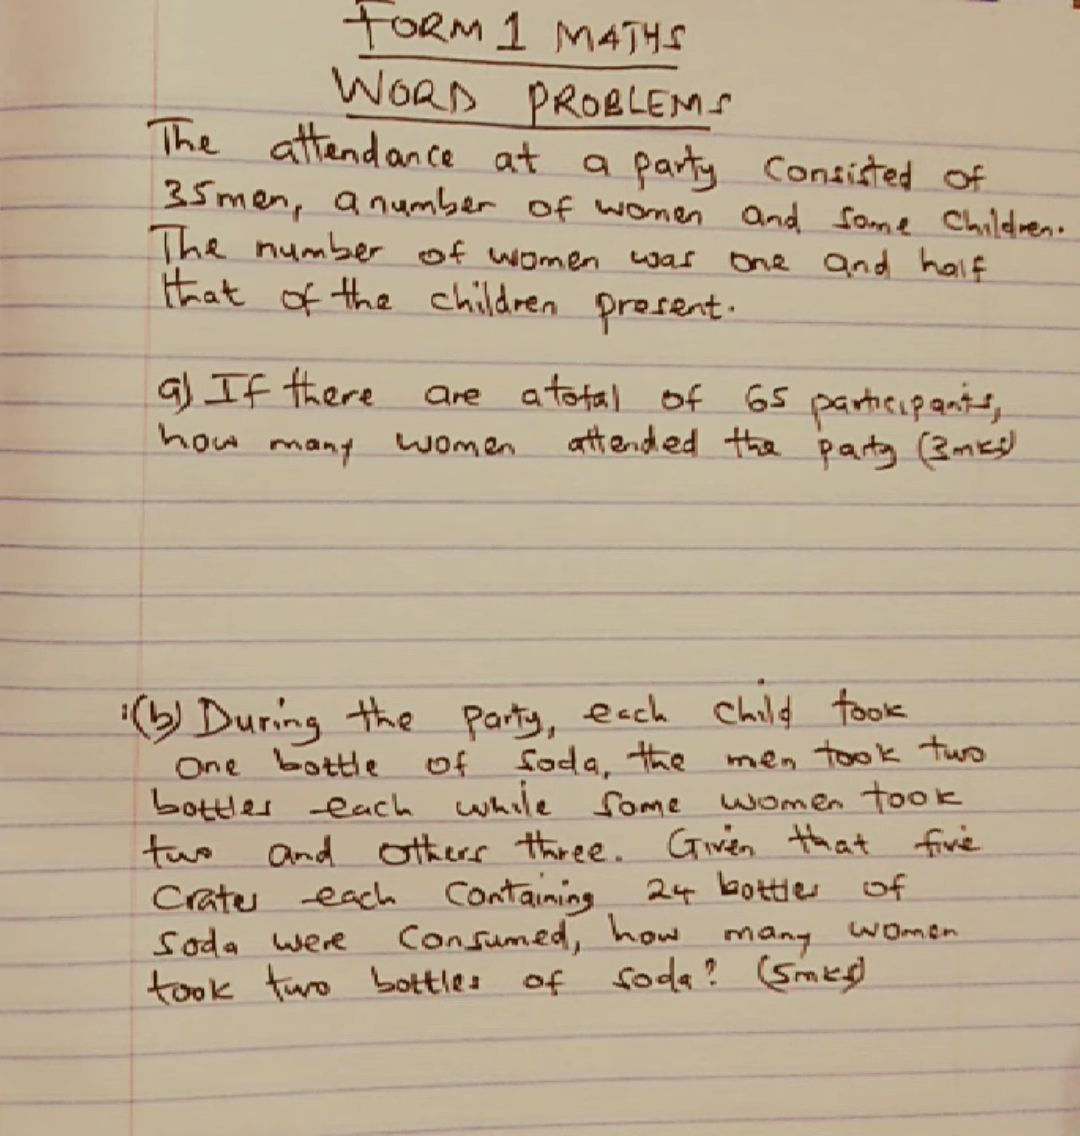 FORM 1 MATHS
WORD PROBLEMS
The attendance at a party Consisted of
35men, a number of women and Some Children.
The number of women was one and half
that of the children present.
a) If there are a total of 65 participants,
how many women attended the party (3mks)
(b) During the party, each child took
One bottle of soda, the men took two
bottles each while Some women took
two and others three. Given that five
Crates each Containing 24 bottles of
Soda were Consumed, how many women
took two bottles of soda? (5mks)